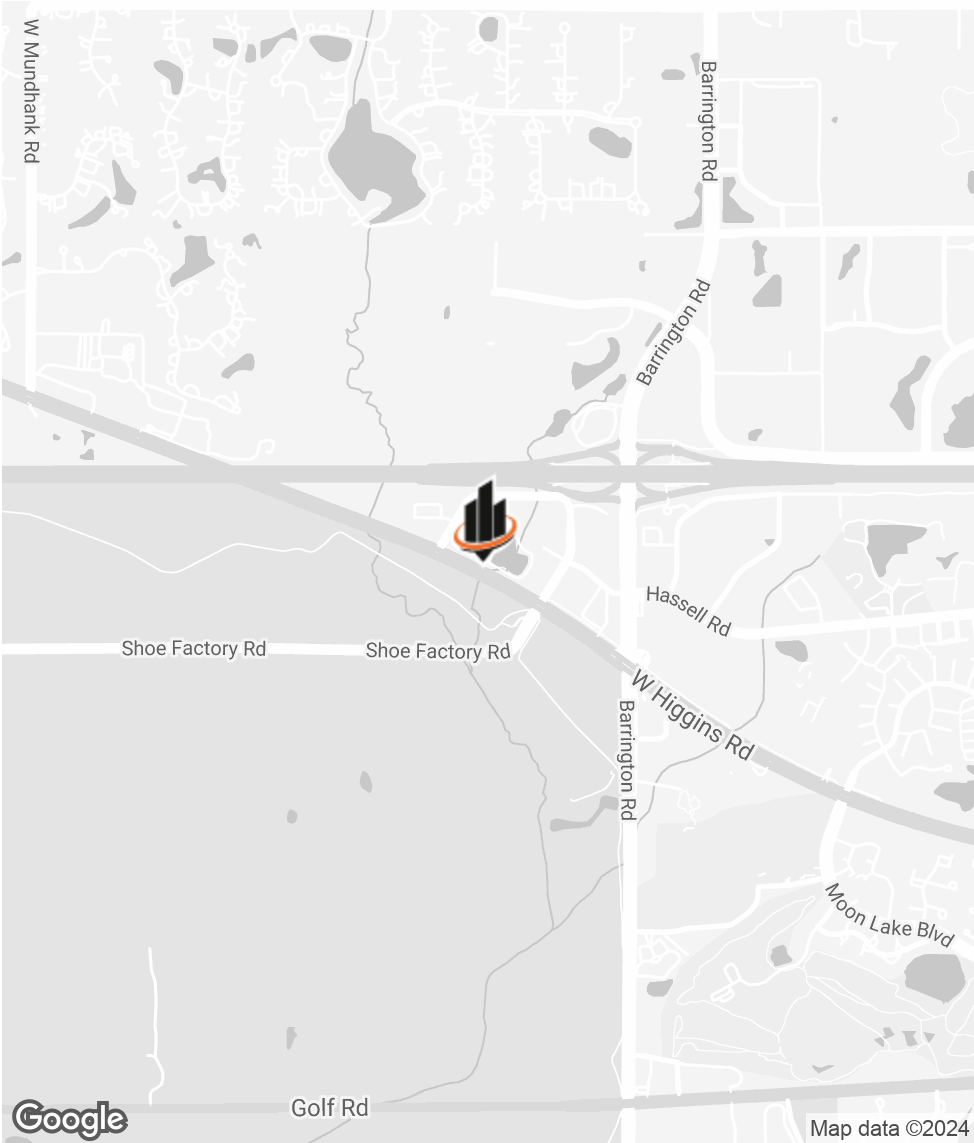 W Mundhank Rd
Barrington Rd
Barrington Rd
Hassell Rd
Shoe Factory Rd
Shoe Factory Rd
W Higgins Rd
Barrington Rd
Moon Lake Blvd
Golf Rd
Google
Map data ©2024